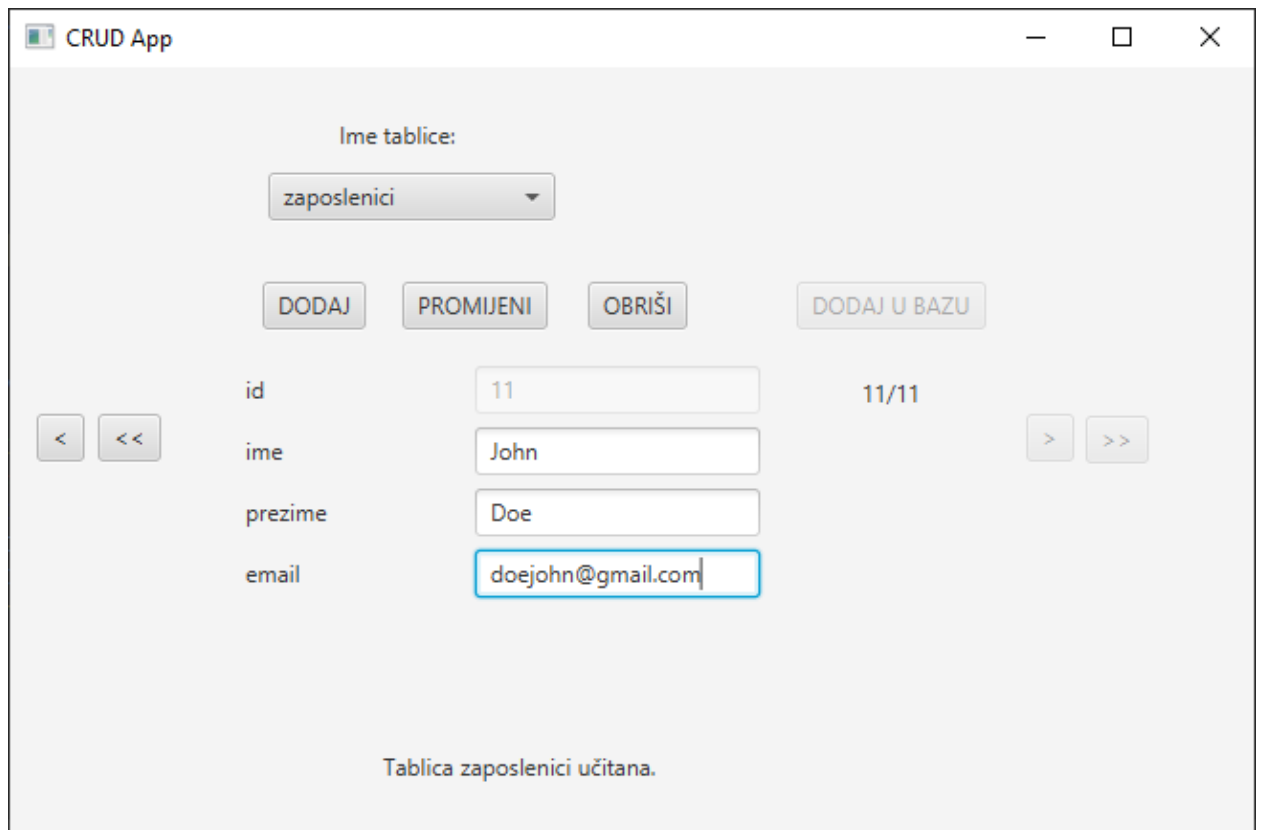 CRUD App
Ime tablice:
zaposlenici
DODAJ PROMIJENI OBRIŠI DODAJ U BAZU
id 11 11/11
< << > >>
ime John
prezime Doe
email doejohn@gmail.com
Tablica zaposlenici učitana.